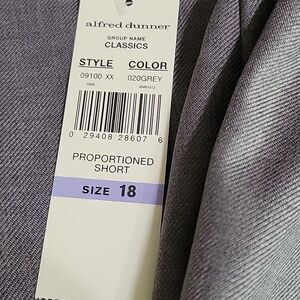 alfred dunner
GROUP NAME
CLASSICS
STYLE COLOR
09100 XX 020GREY
0 29408 28607 6
PROPORTIONED
SHORT
SIZE 18